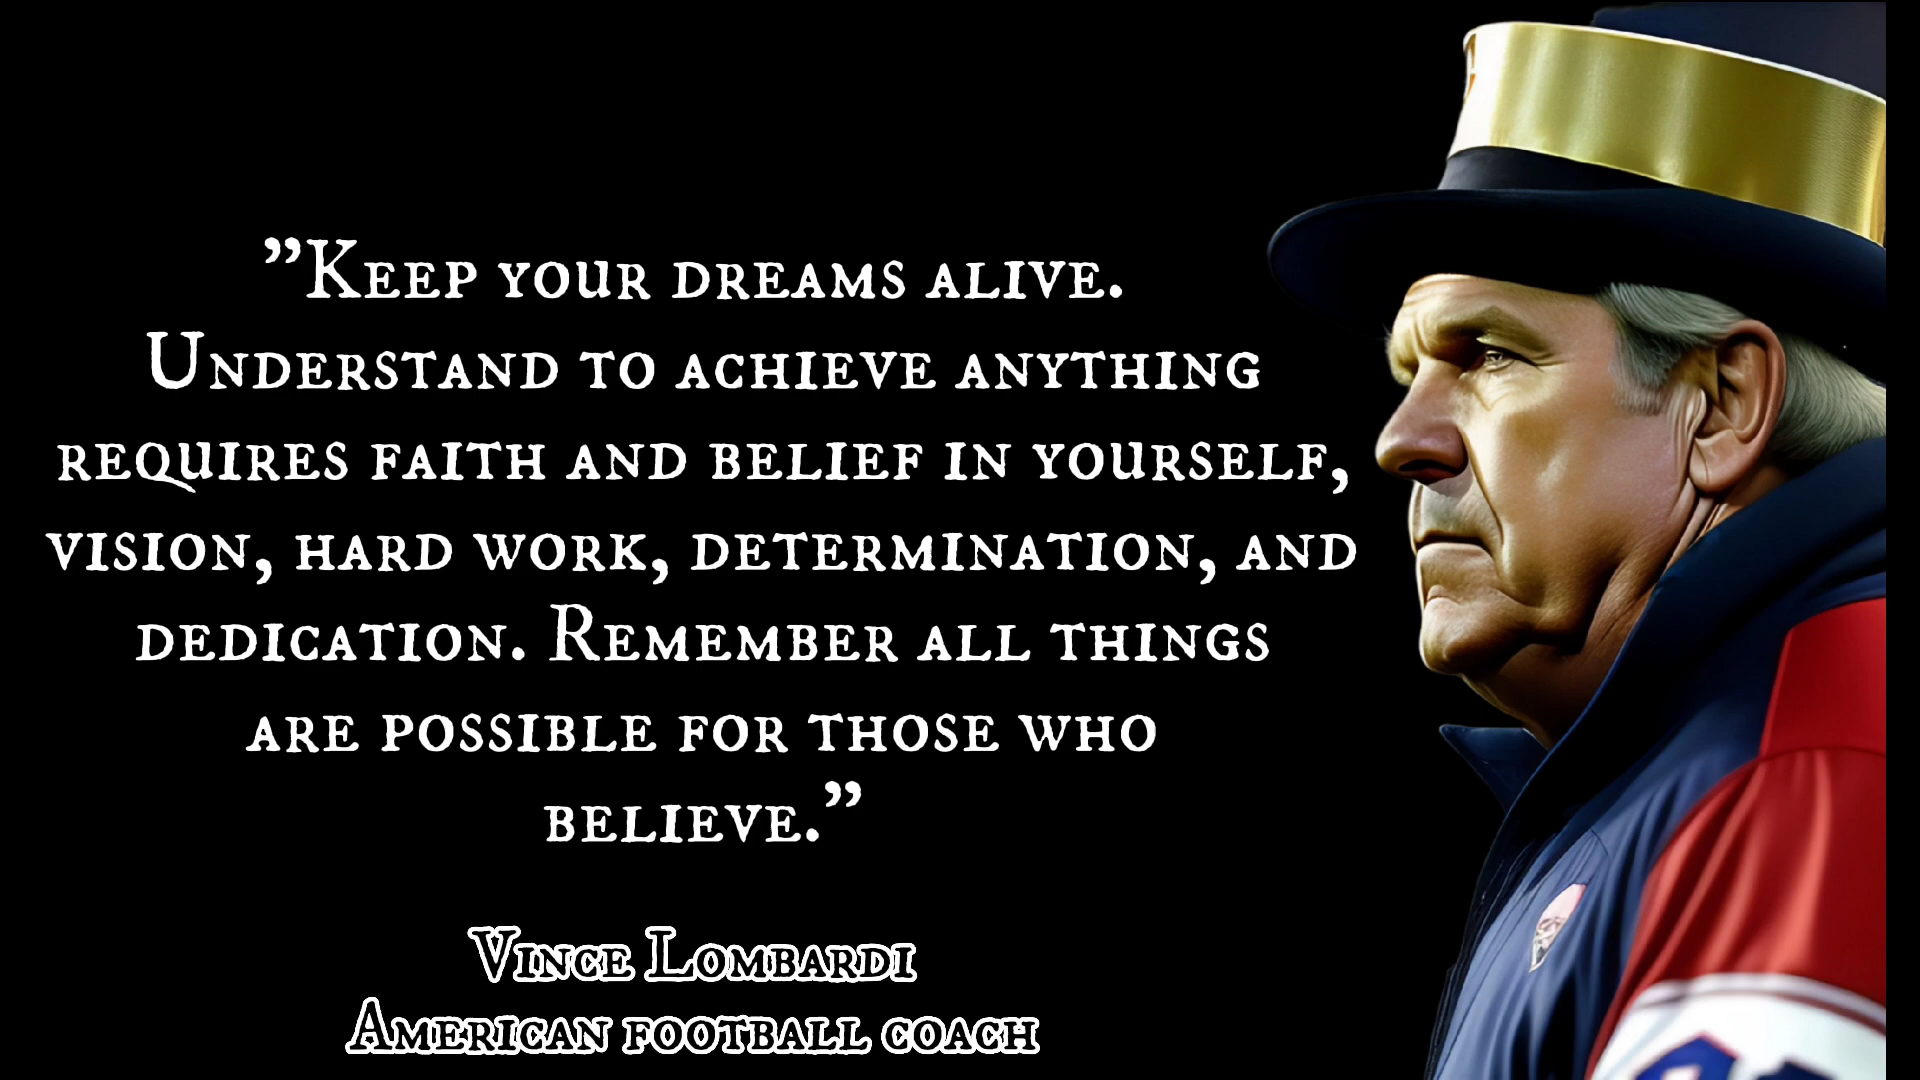 ”Keep your dreams alive.
Understand to achieve anything
requires faith and belief in yourself,
vision, hard work, determination, and
dedication. Remember all things
are possible for those who
believe.”
Vince Lombardi
American football coach